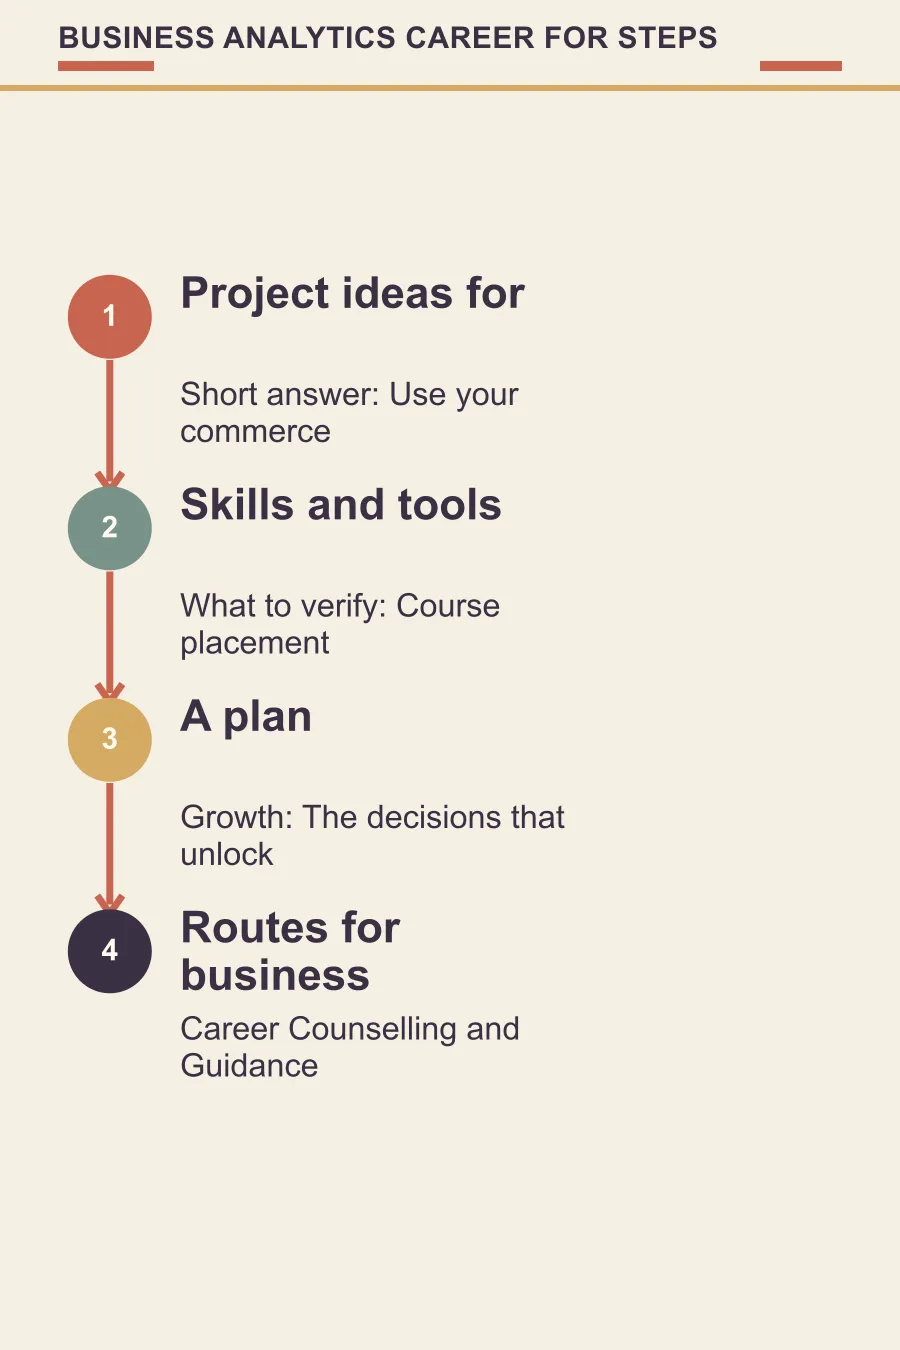 BUSINESS ANALYTICS CAREER FOR STEPS
1
Project ideas for
Short answer: Use your
commerce
2
Skills and tools
What to verify: Course
placement
3
A plan
Growth: The decisions that
unlock
4
Routes for
business
Career Counselling and
Guidance